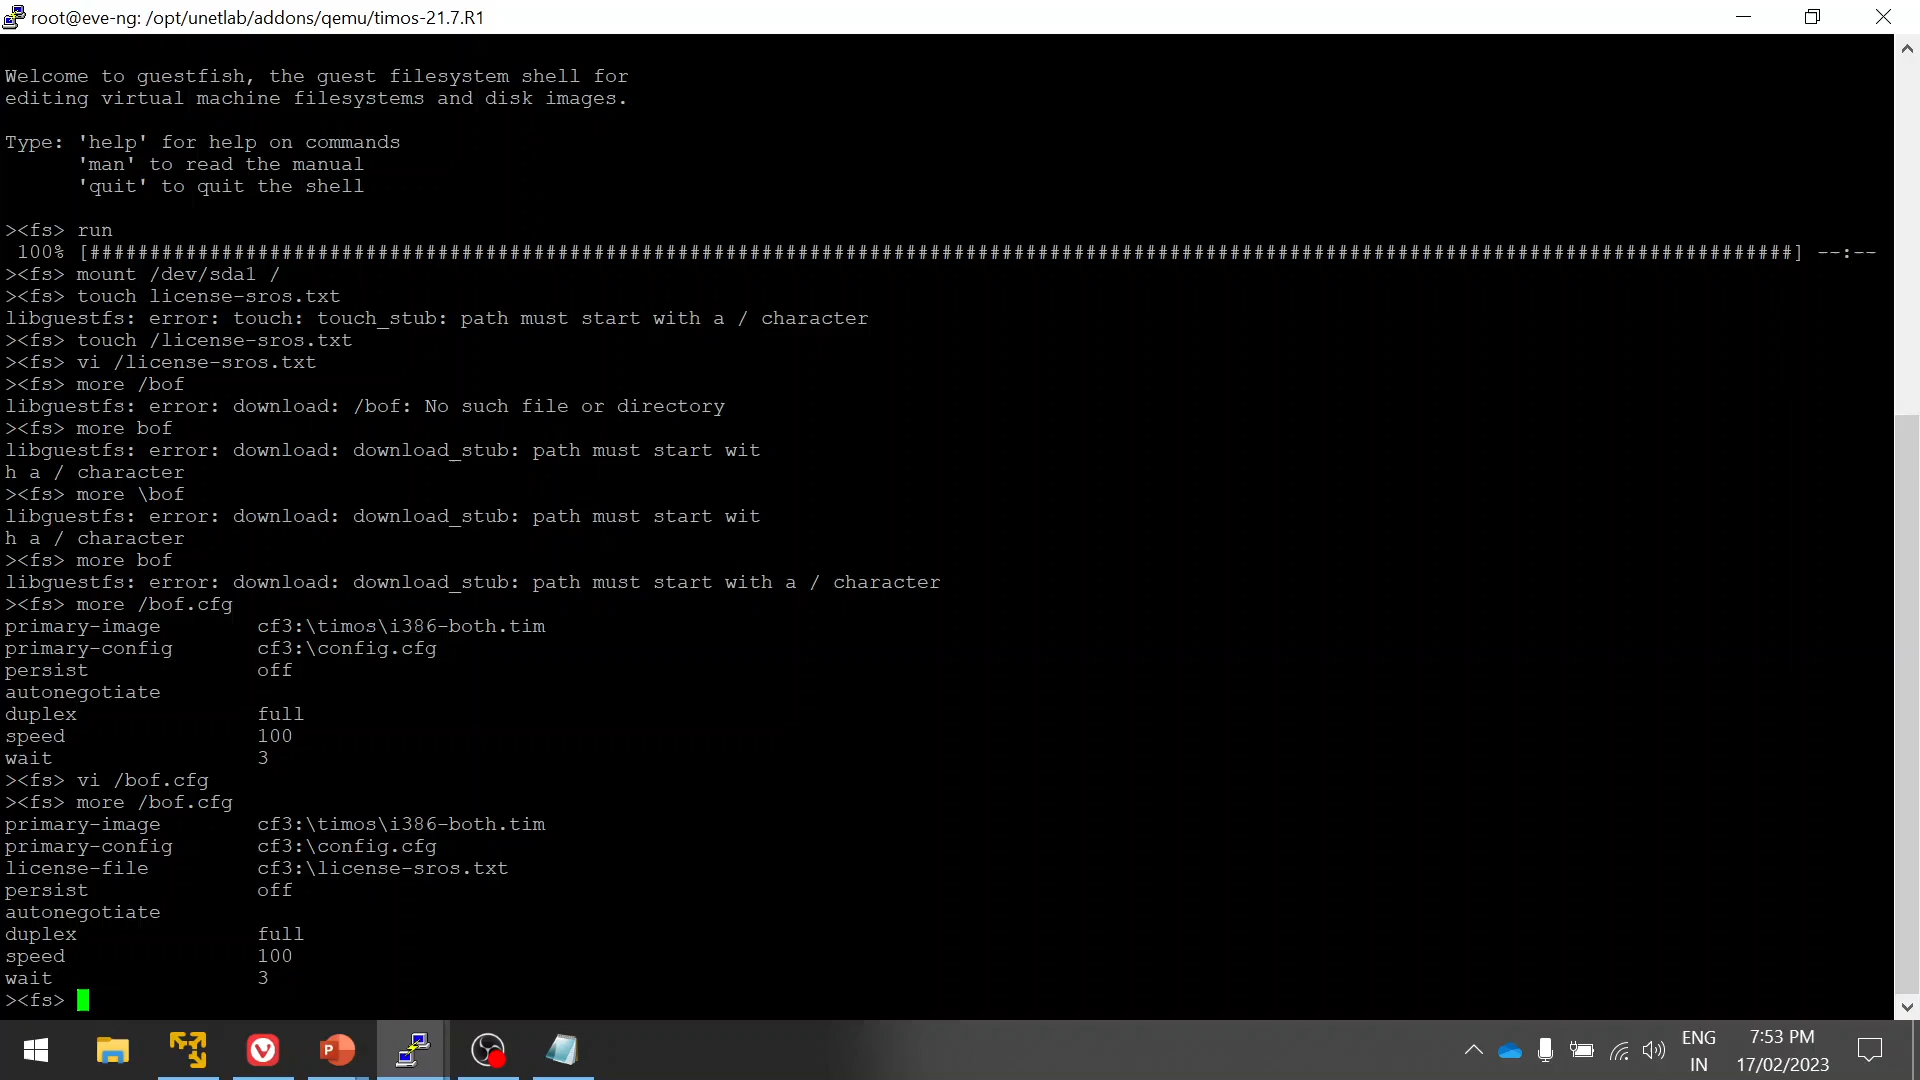 root@eve-ng: /opt/unetlab/addons/qemu/timos-21.7.R1
Welcome to guestfish, the guest filesystem shell for
editing virtual machine filesystems and disk images.
Type: 'help' for help on commands
'man' to read the manual
'quit' to quit the shell
><fs> run
100% [##############################################################################################################################################] --:--
><fs> mount /dev/sda1 /
><fs> touch license-sros.txt
libguestfs: error: touch: touch_stub: path must start with a / character
><fs> touch /license-sros.txt
><fs> vi /license-sros.txt
><fs> more /bof
libguestfs: error: download: /bof: No such file or directory
><fs> more bof
libguestfs: error: download: download_stub: path must start wit
h a / character
><fs> more \bof
libguestfs: error: download: download_stub: path must start wit
h a / character
><fs> more bof
libguestfs: error: download: download_stub: path must start with a / character
><fs> more /bof.cfg
primary-image cf3:\timos\i386-both.tim
primary-config cf3:\config.cfg
persist off
autonegotiate
duplex full
speed 100
wait 3
><fs> vi /bof.cfg
><fs> more /bof.cfg
primary-image cf3:\timos\i386-both.tim
primary-config cf3:\config.cfg
license-file cf3:\license-sros.txt
persist off
autonegotiate
duplex full
speed 100
wait 3
><fs>
P
ENG
IN
7:53 PM
17/02/2023